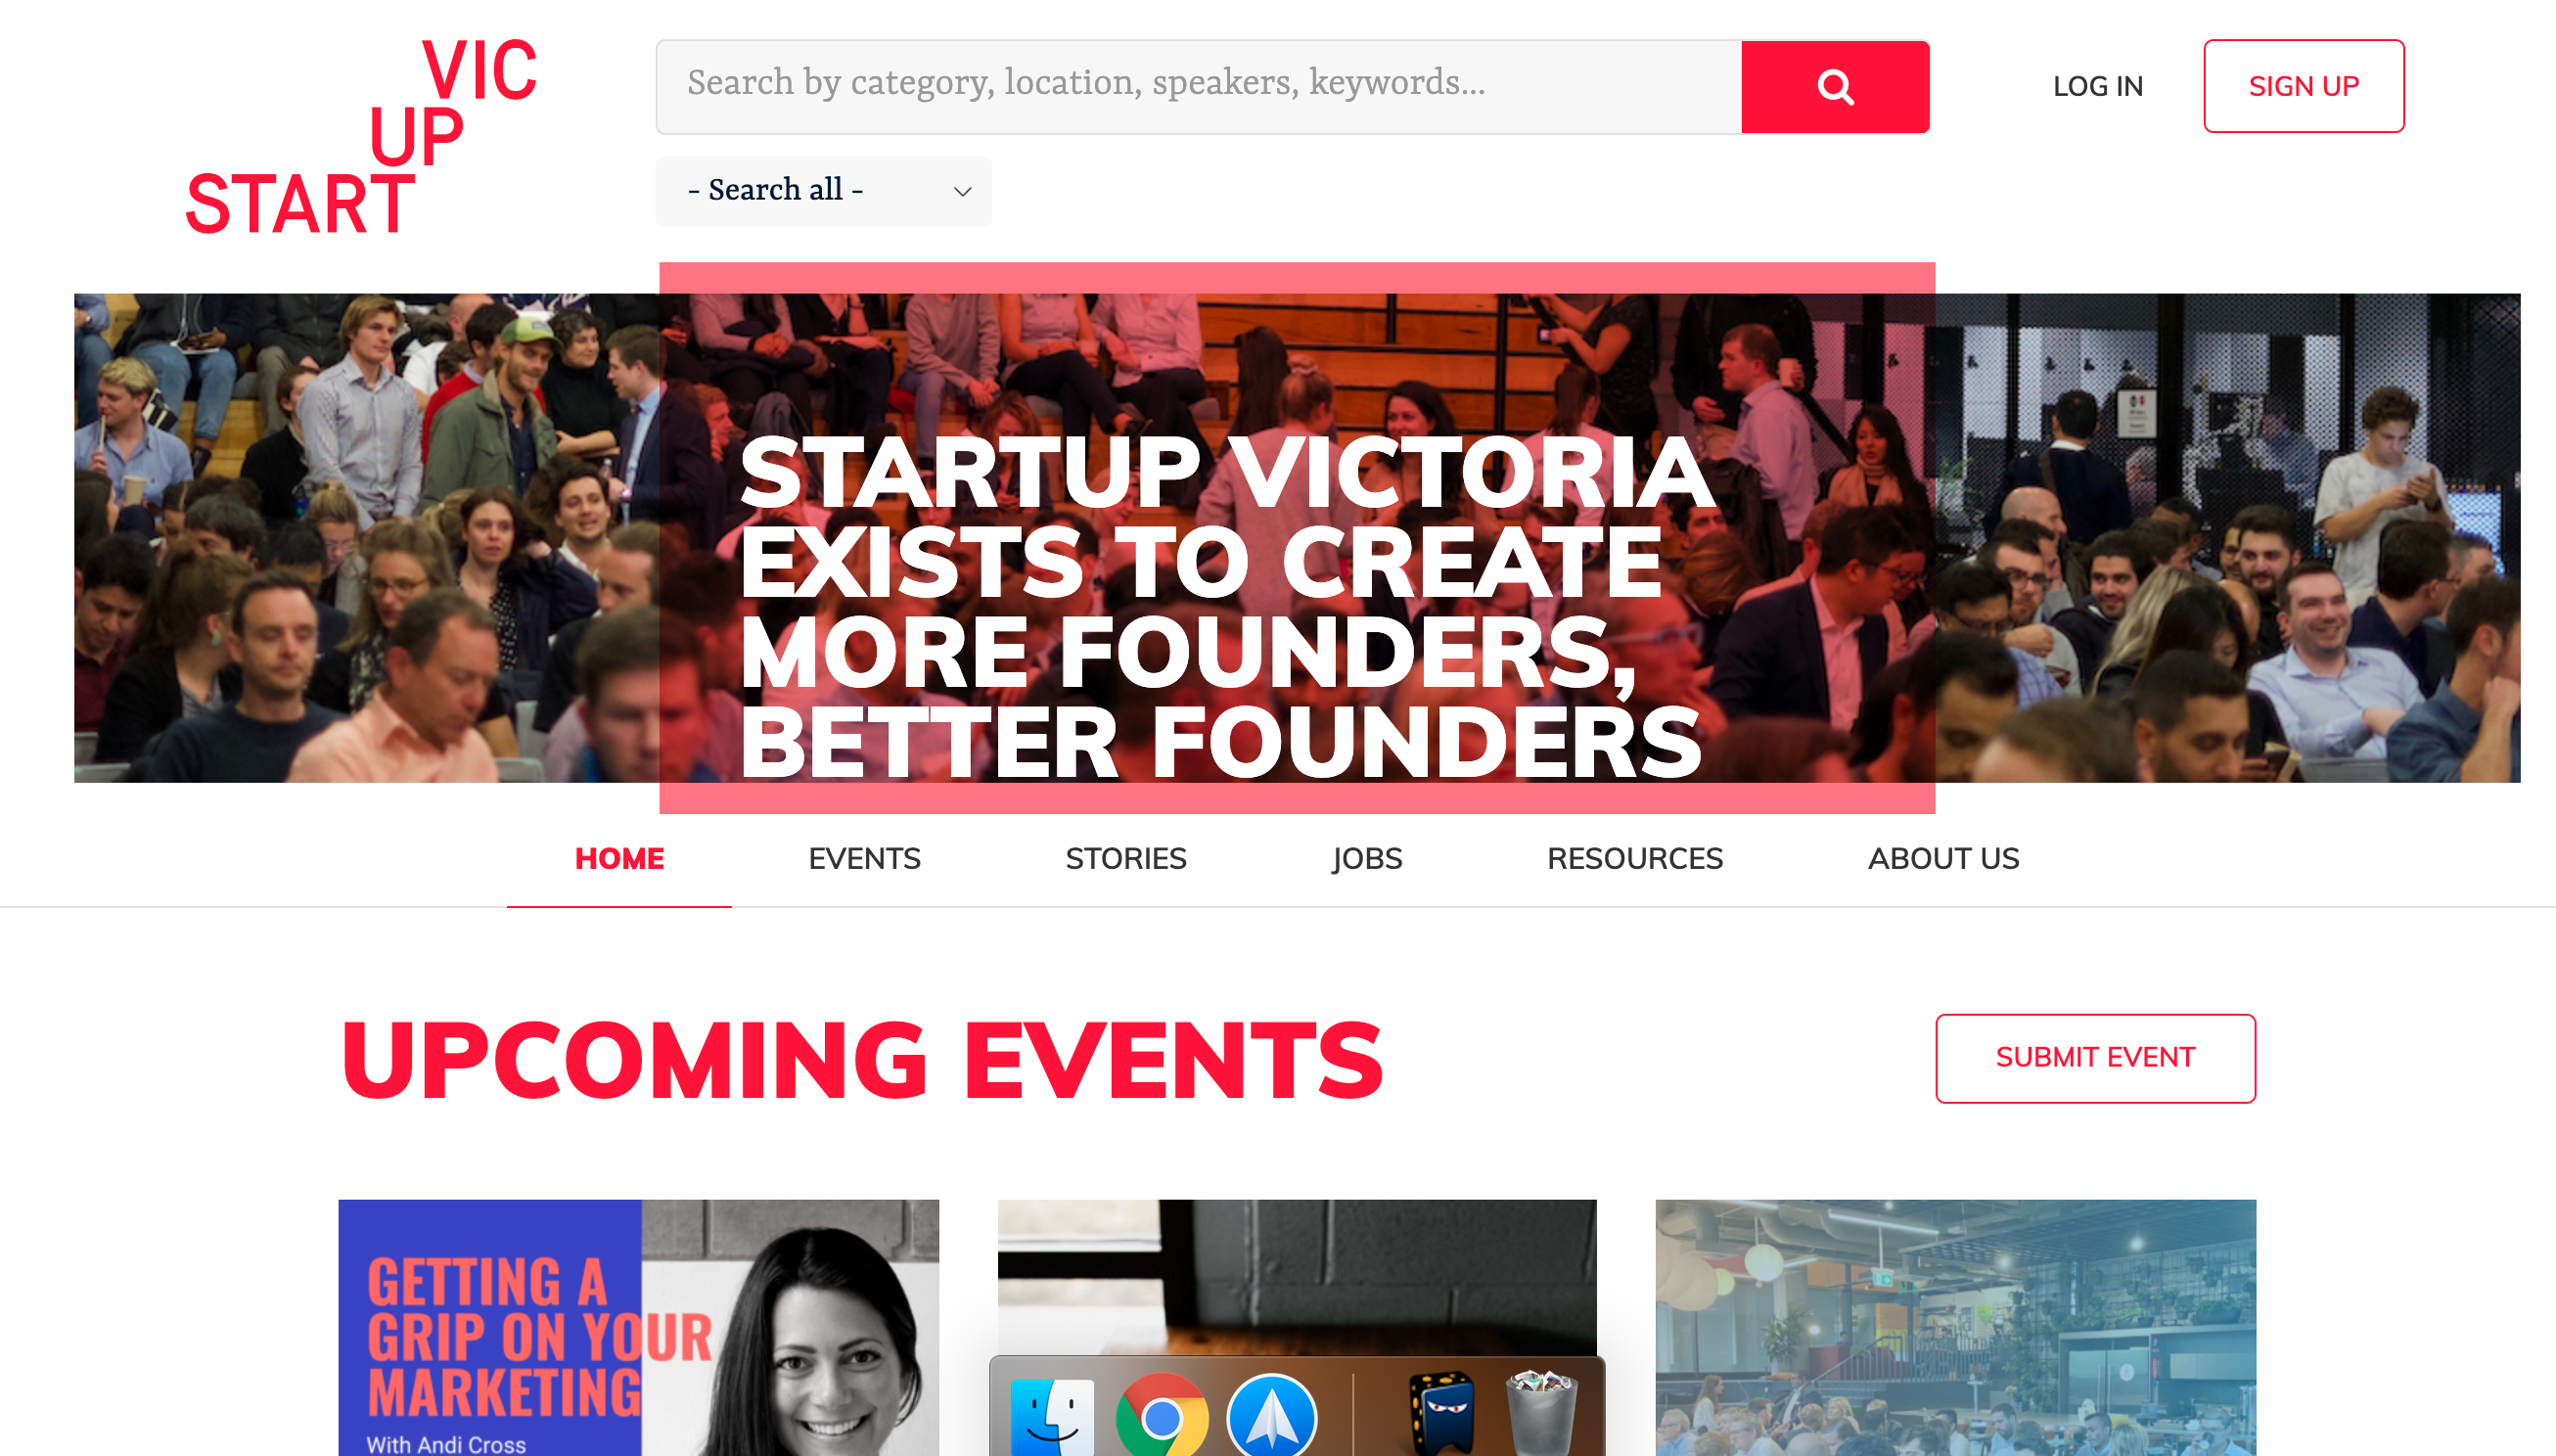 VIC
UP
START
Search by category, location, speakers, keywords...
LOG IN
SIGN UP
- Search all -
STARTUP VICTORIA
EXISTS TO CREATE
MORE FOUNDERS,
BETTER FOUNDERS
HOME
EVENTS
STORIES
JOBS
RESOURCES
ABOUT US
UPCOMING EVENTS
SUBMIT EVENT
GETTING A
GRIP ON YOUR
MARKETING
With Andi Cross